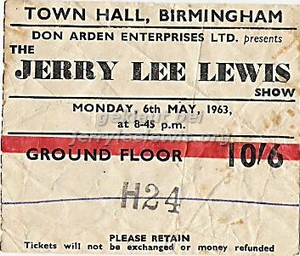 TOWN HALL, BIRMINGHAM
DON ARDEN ENTERPRISES LTD. presents
THE
JERRY LEE LEWIS
SHOW
MONDAY, 6th MAY, 1963,
at 8-45 p.m.
GROUND FLOOR 10/6
H24
PLEASE RETAIN
Tickets will not be exchanged or money refunded